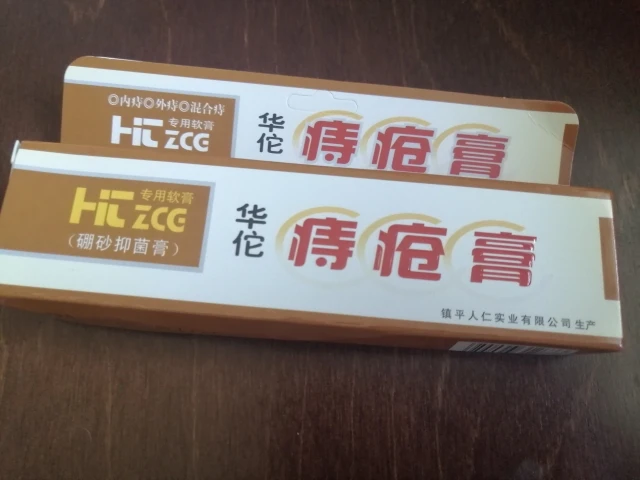 ◎内痔◎外痔◎混合痔
HTC 专用软膏
ZCG
华佗 痔疮膏
HTC 专用软膏
ZCG
（硼砂抑菌膏）
华佗 痔疮膏
镇平人仁实业有限公司 生产